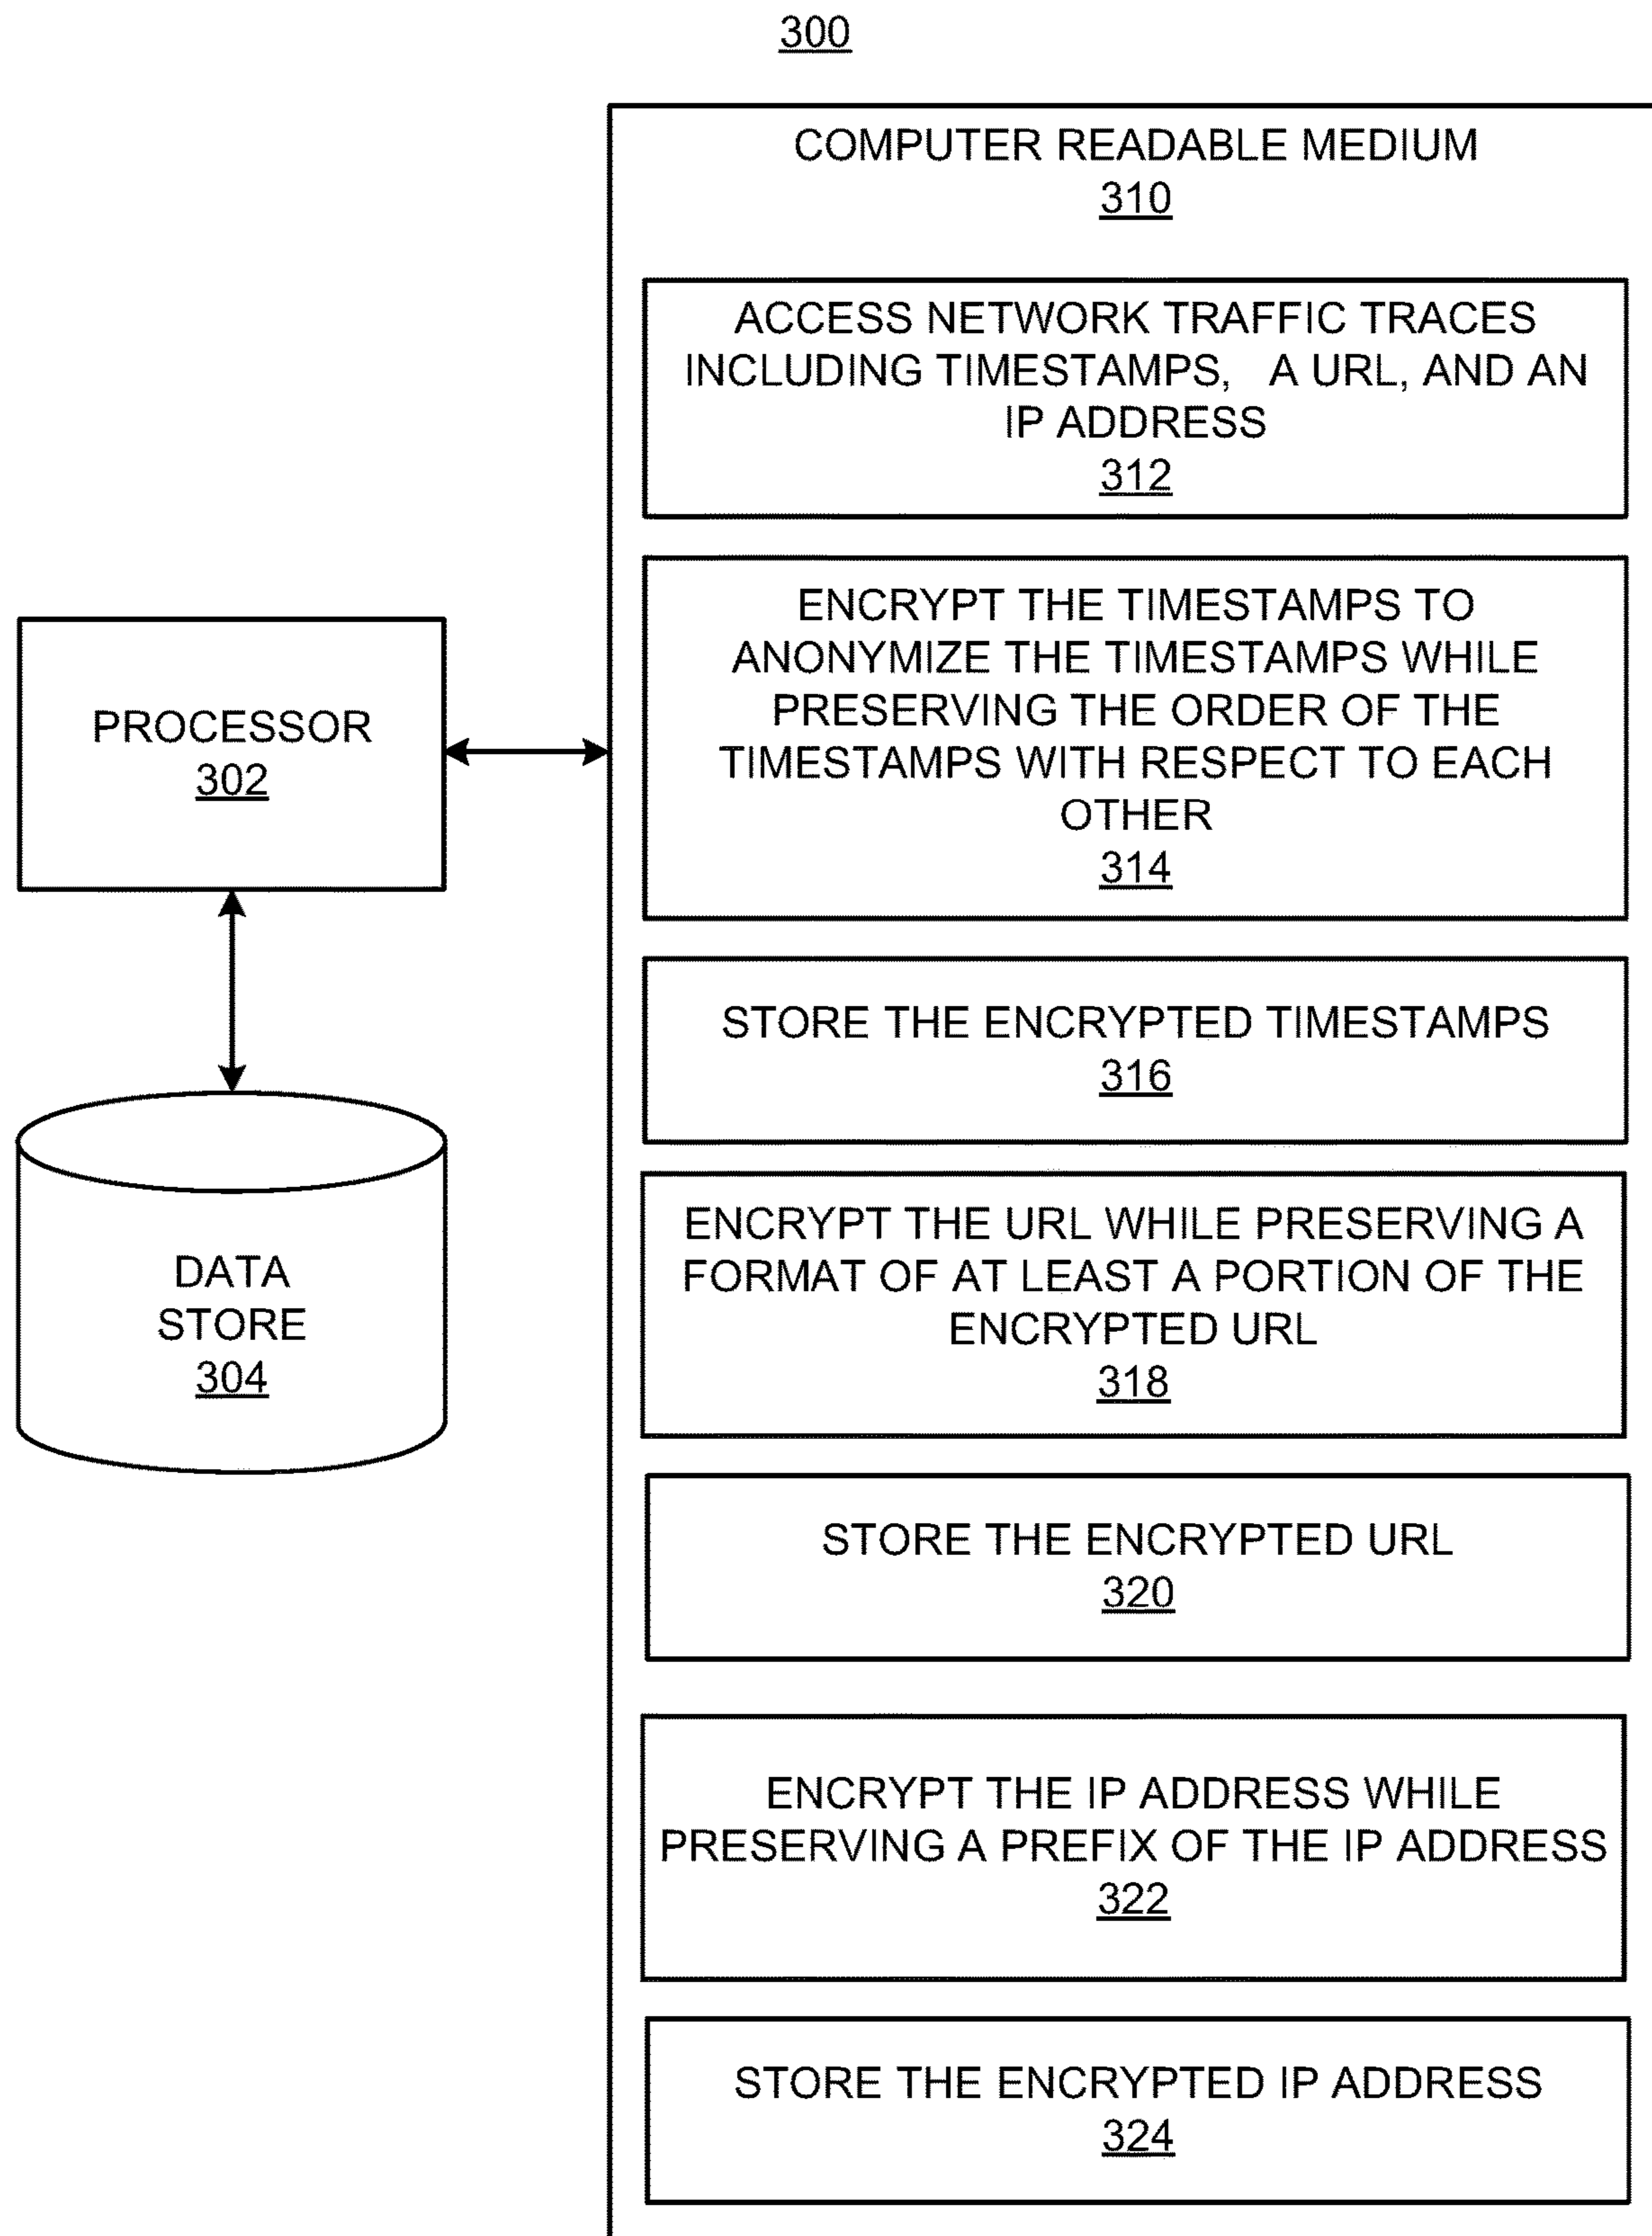 300
COMPUTER READABLE MEDIUM
310
ACCESS NETWORK TRAFFIC TRACES
INCLUDING TIMESTAMPS, A URL, AND AN
IP ADDRESS
312
ENCRYPT THE TIMESTAMPS TO
ANONYMIZE THE TIMESTAMPS WHILE
PRESERVING THE ORDER OF THE
TIMESTAMPS WITH RESPECT TO EACH
OTHER
314
PROCESSOR
302
STORE THE ENCRYPTED TIMESTAMPS
316
DATA
STORE
304
ENCRYPT THE URL WHILE PRESERVING A
FORMAT OF AT LEAST A PORTION OF THE
ENCRYPTED URL
318
STORE THE ENCRYPTED URL
320
ENCRYPT THE IP ADDRESS WHILE
PRESERVING A PREFIX OF THE IP ADDRESS
322
STORE THE ENCRYPTED IP ADDRESS
324